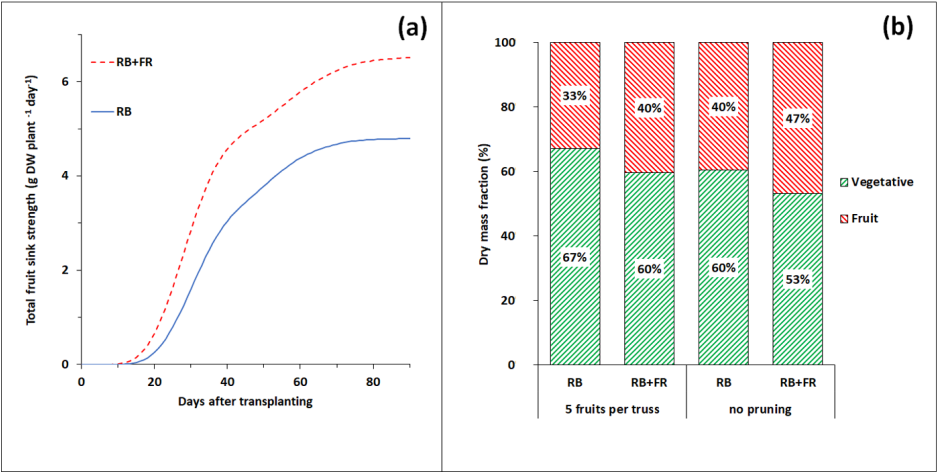 (a)
Total fruit sink strength (g DW plant ⁻¹ day⁻¹)
6
4
2
0
RB+FR
RB
0
20
40
60
80
Days after transplanting
(b)
Dry mass fraction (%)
100
80
60
40
20
0
33%
40%
40%
47%
67%
60%
60%
53%
Vegetative
Fruit
RB
RB+FR
RB
RB+FR
5 fruits per truss
no pruning